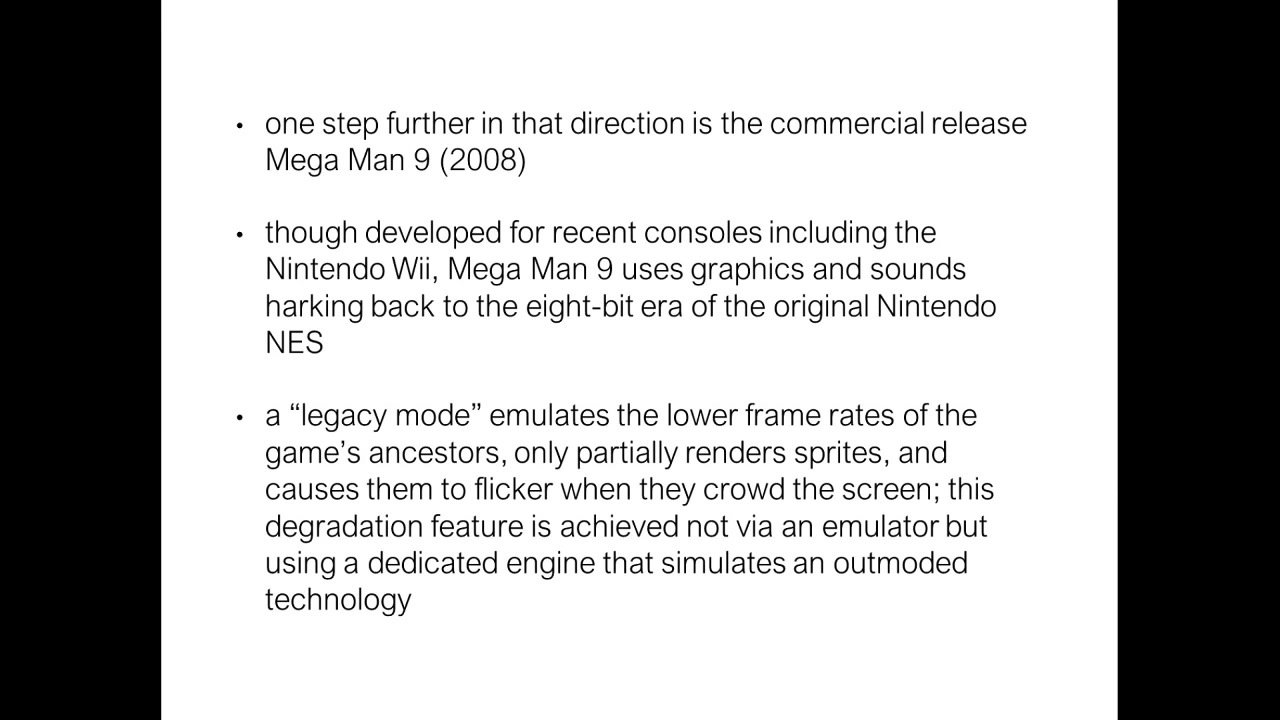 • one step further in that direction is the commercial release
Mega Man 9 (2008)
• though developed for recent consoles including the
Nintendo Wii, Mega Man 9 uses graphics and sounds
harking back to the eight-bit era of the original Nintendo
NES
• a “legacy mode” emulates the lower frame rates of the
game’s ancestors, only partially renders sprites, and
causes them to flicker when they crowd the screen; this
degradation feature is achieved not via an emulator but
using a dedicated engine that simulates an outmoded
technology